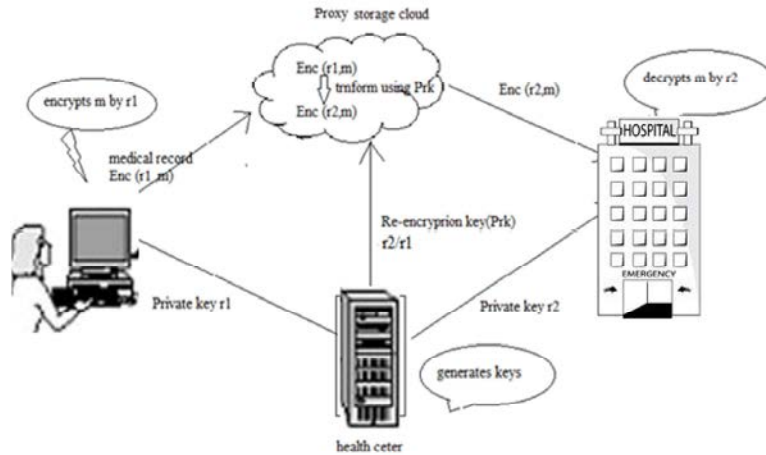 Proxy storage cloud
Enc (r1,m)
trnform using Prk
Enc (r2,m)
encrypts m by r1
medical record
Enc (r1,m)
Enc (r2,m)
decrypts m by r2
HOSPITAL
EMERGENCY
Re-encryprion key(Prk)
r2/r1
Private key r1
Private key r2
generates keys
health ceter